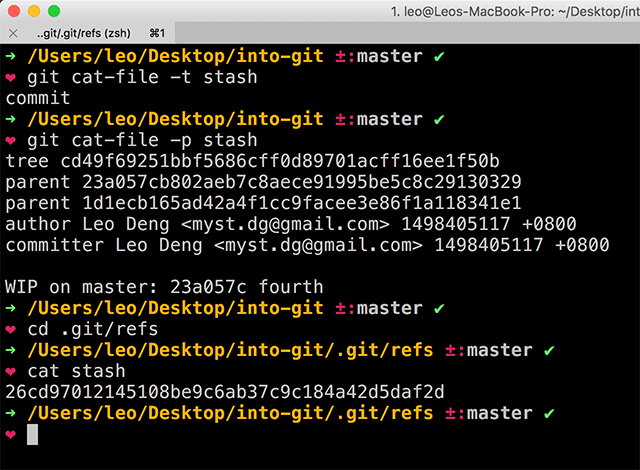 1. leo@Leos-MacBook-Pro: ~/Desktop/int
× ..git/.git/refs (zsh) ⌘1
➜ /Users/leo/Desktop/into-git ±:master ✔
❤ git cat-file -t stash
commit
➜ /Users/leo/Desktop/into-git ±:master ✔
❤ git cat-file -p stash
tree cd49f69251bbf5686cff0d89701acff16ee1f50b
parent 23a057cb802aeb7c8aece91995be5c8c29130329
parent 1d1ecb165ad42a4f1cc9facee3e86f1a118341e1
author Leo Deng <myst.dg@gmail.com> 1498405117 +0800
committer Leo Deng <myst.dg@gmail.com> 1498405117 +0800
WIP on master: 23a057c fourth
➜ /Users/leo/Desktop/into-git ±:master ✔
❤ cd .git/refs
➜ /Users/leo/Desktop/into-git/.git/refs ±:master ✔
❤ cat stash
26cd97012145108be9c6ab37c9c184a42d5daf2d
➜ /Users/leo/Desktop/into-git/.git/refs ±:master ✔
❤